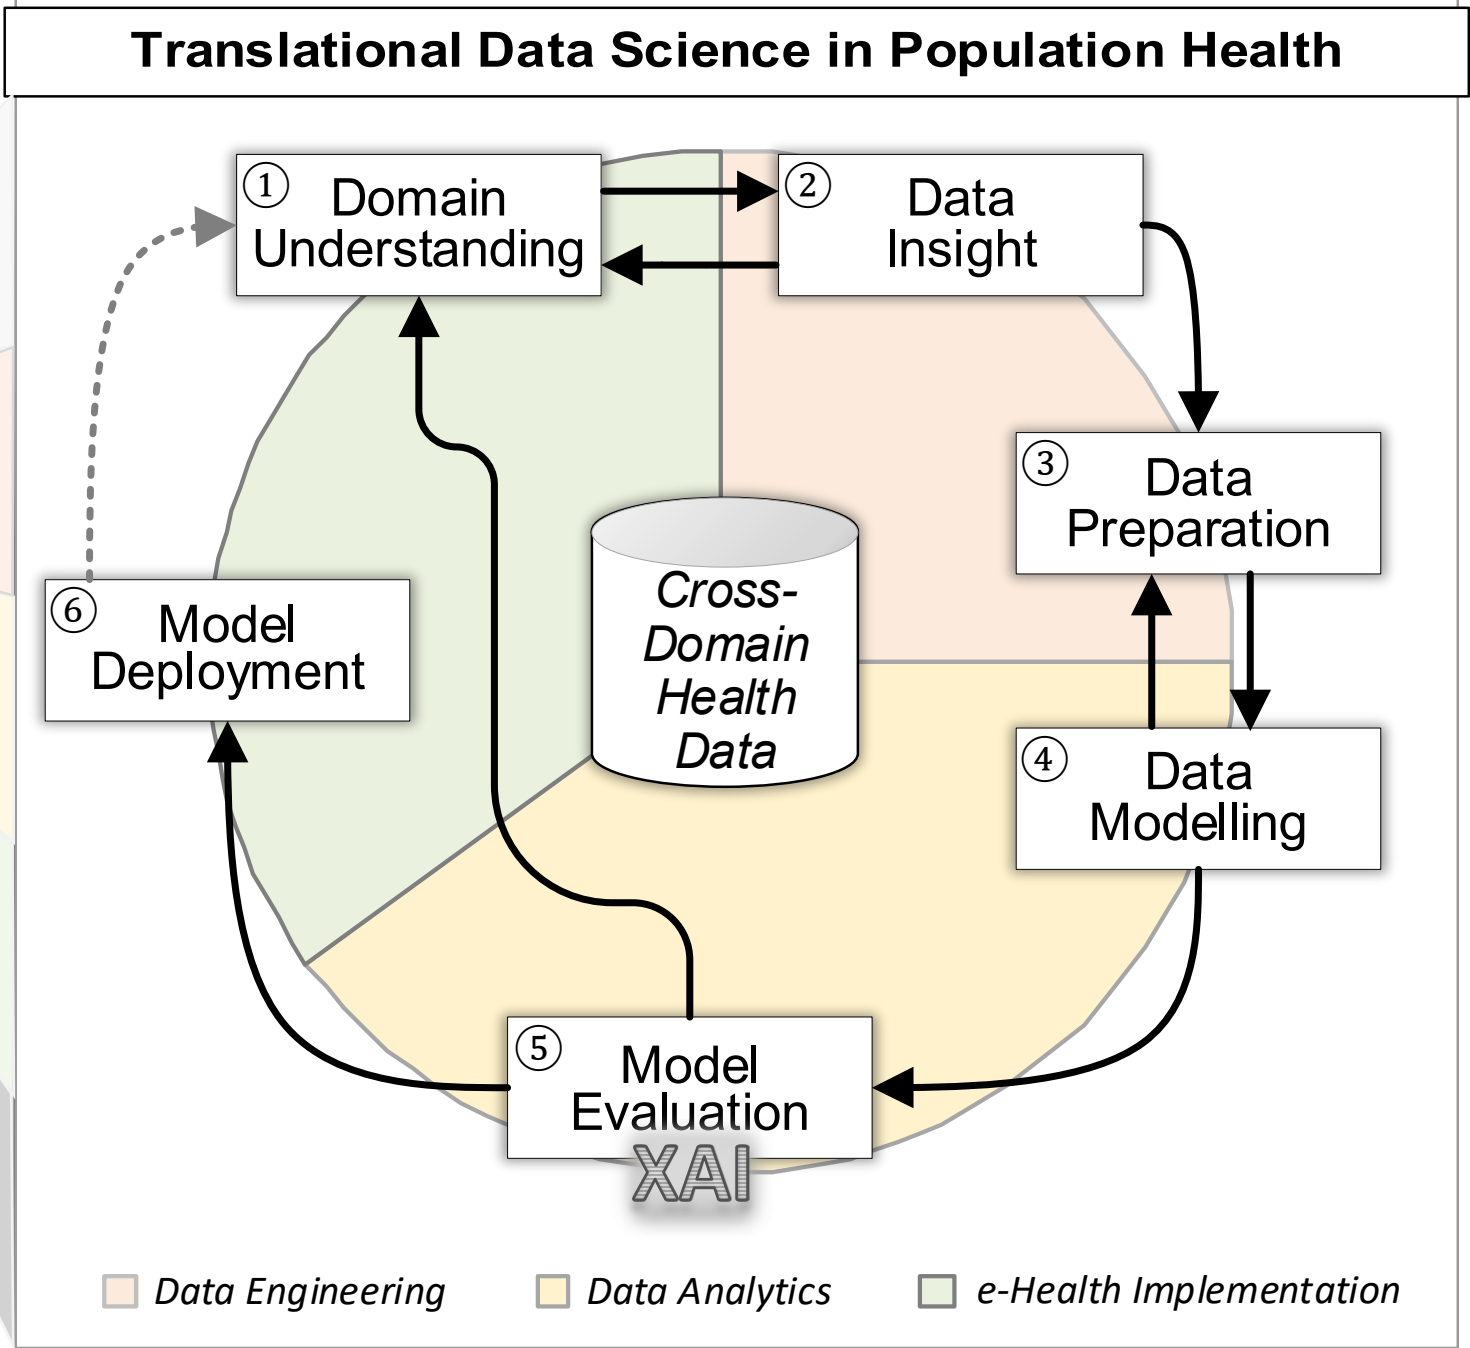 Translational Data Science in Population Health
①
Domain
Understanding
②
Data
Insight
③
Data
Preparation
④
Data
Modelling
⑤
Model
Evaluation
XAI
⑥
Model
Deployment
Cross-
Domain
Health
Data
Data Engineering
Data Analytics
e-Health Implementation